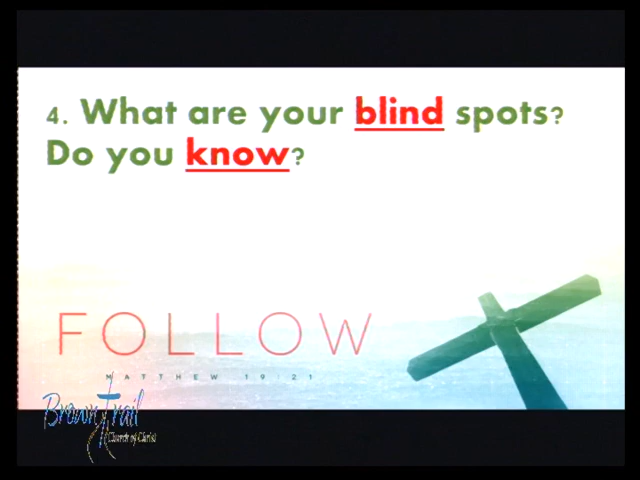 4. What are your blind spots?
Do you know?
FOLLOW
MATTHEW 19:21
Brown Trail
Church of Christ